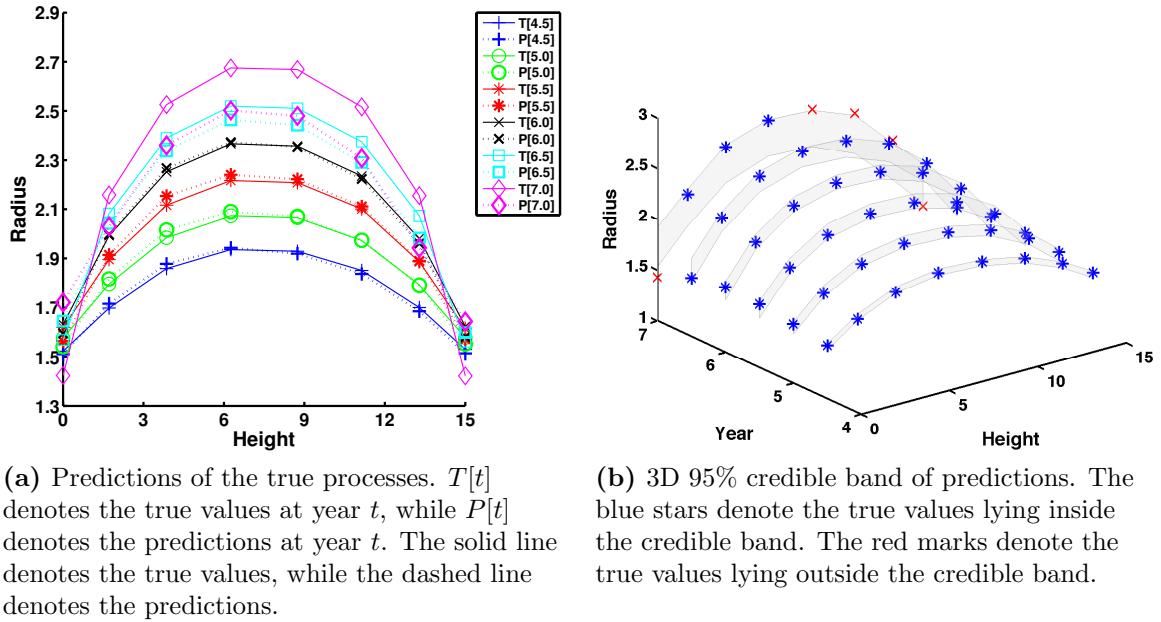 2.9
2.7
2.5
2.3
2.1
1.9
1.7
1.5
1.3
Radius
0 3 6 9 12 15
Height
T[4.5]
P[4.5]
T[5.0]
P[5.0]
T[5.5]
P[5.5]
T[6.0]
P[6.0]
T[6.5]
P[6.5]
T[7.0]
P[7.0]
(a) Predictions of the true processes. T[t]
denotes the true values at year t, while P[t]
denotes the predictions at year t. The solid line
denotes the true values, while the dashed line
denotes the predictions.
3
2.5
2
1.5
1
Radius
7
6
5
4
Year
0
5
10
15
Height
(b) 3D 95% credible band of predictions. The
blue stars denote the true values lying inside
the credible band. The red marks denote the
true values lying outside the credible band.